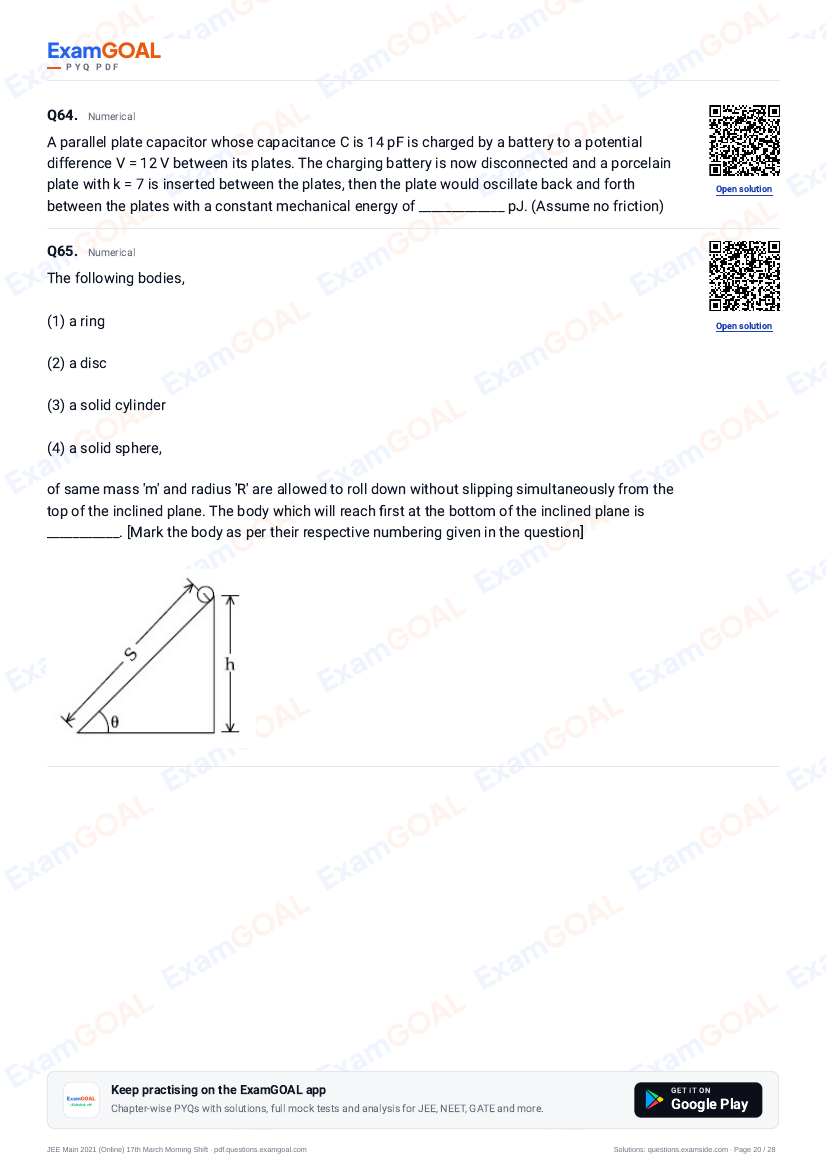 ExamGOAL
PYQ PDF
Q64. Numerical
A parallel plate capacitor whose capacitance C is 14 pF is charged by a battery to a potential
difference V = 12 V between its plates. The charging battery is now disconnected and a porcelain
plate with k = 7 is inserted between the plates, then the plate would oscillate back and forth
between the plates with a constant mechanical energy of _____________ pJ. (Assume no friction)
Open solution
Q65. Numerical
The following bodies,
(1) a ring
(2) a disc
(3) a solid cylinder
(4) a solid sphere,
of same mass 'm' and radius 'R' are allowed to roll down without slipping simultaneously from the
top of the inclined plane. The body which will reach first at the bottom of the inclined plane is
___________. [Mark the body as per their respective numbering given in the question]
Open solution
S
h
θ
Keep practising on the ExamGOAL app
Chapter-wise PYQs with solutions, full mock tests and analysis for JEE, NEET, GATE and more.
GET IT ON
Google Play
JEE Main 2021 (Online) 17th March Morning Shift · pdf.questions.examgoal.com
Solutions: questions.examside.com · Page 20 / 28